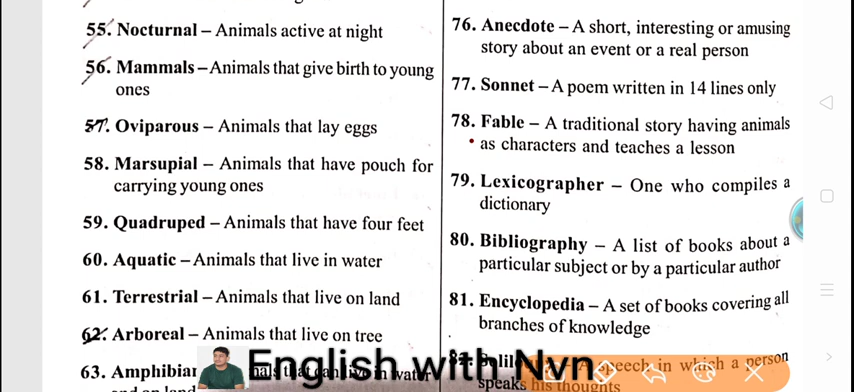 55. Nocturnal – Animals active at night
56. Mammals – Animals that give birth to young
ones
57. Oviparous – Animals that lay eggs
58. Marsupial – Animals that have pouch for
carrying young ones
59. Quadruped – Animals that have four feet
60. Aquatic – Animals that live in water
61. Terrestrial – Animals that live on land
62. Arboreal – Animals that live on tree
63. Amphibian
76. Anecdote – A short, interesting or amusing
story about an event or a real person
77. Sonnet – A poem written in 14 lines only
78. Fable – A traditional story having animals
as characters and teaches a lesson
79. Lexicographer – One who compiles a
dictionary
80. Bibliography – A list of books about a
particular subject or by a particular author
81. Encyclopedia – A set of books covering all
branches of knowledge
82. speech in which a person
speaks his thoughts
English with Nvn.